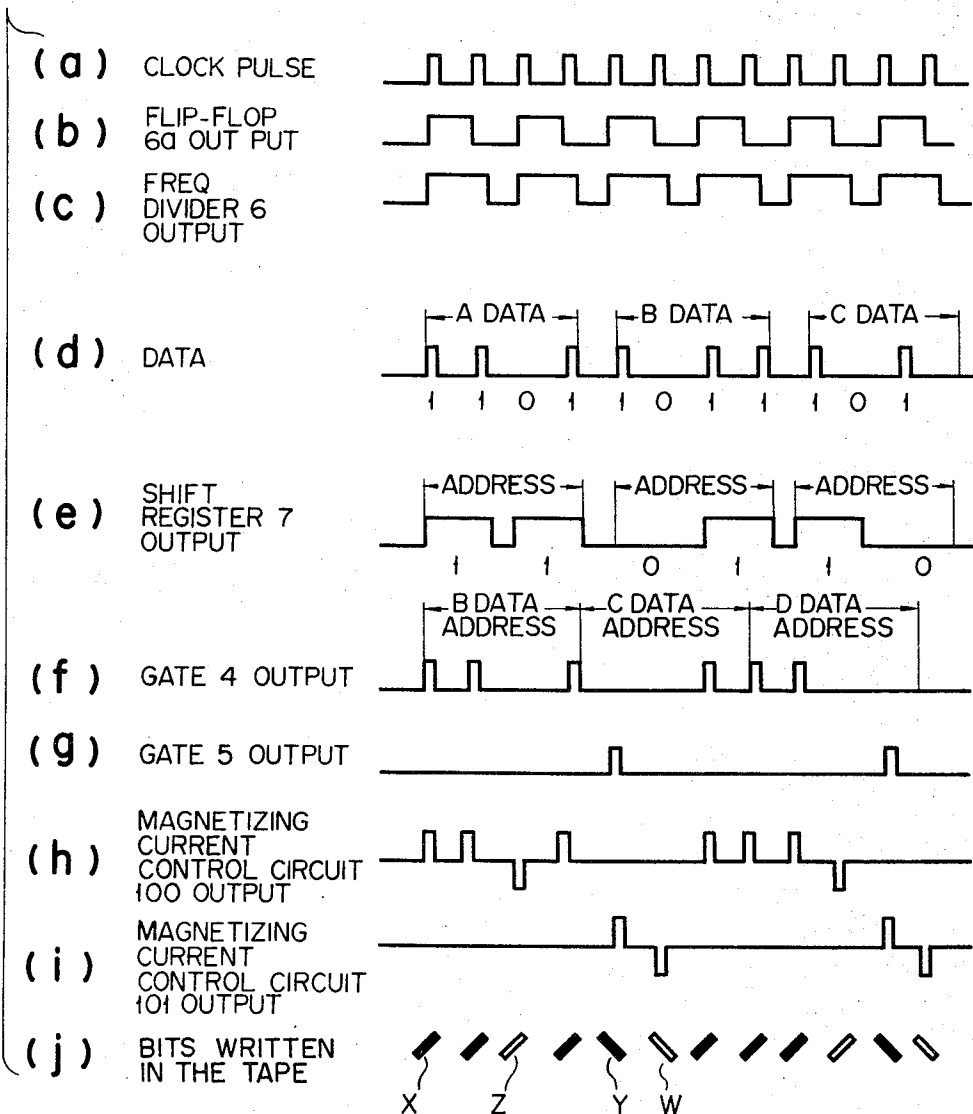 (a) CLOCK PULSE
(b) FLIP-FLOP
6a OUT PUT
(c) FREQ
DIVIDER 6
OUTPUT
A DATA B DATA C DATA
(d) DATA
1 1 0 1 1 0 1 1 1 0 1
ADDRESS ADDRESS ADDRESS
(e) SHIFT
REGISTER 7
OUTPUT
1 1 0 1 1 0
B DATA C DATA D DATA
ADDRESS ADDRESS ADDRESS
(f) GATE 4 OUTPUT
(g) GATE 5 OUTPUT
(h) MAGNETIZING
CURRENT
CONTROL CIRCUIT
100 OUTPUT
(i) MAGNETIZING
CURRENT
CONTROL CIRCUIT
101 OUTPUT
(j) BITS WRITTEN
IN THE TAPE
X Z Y W